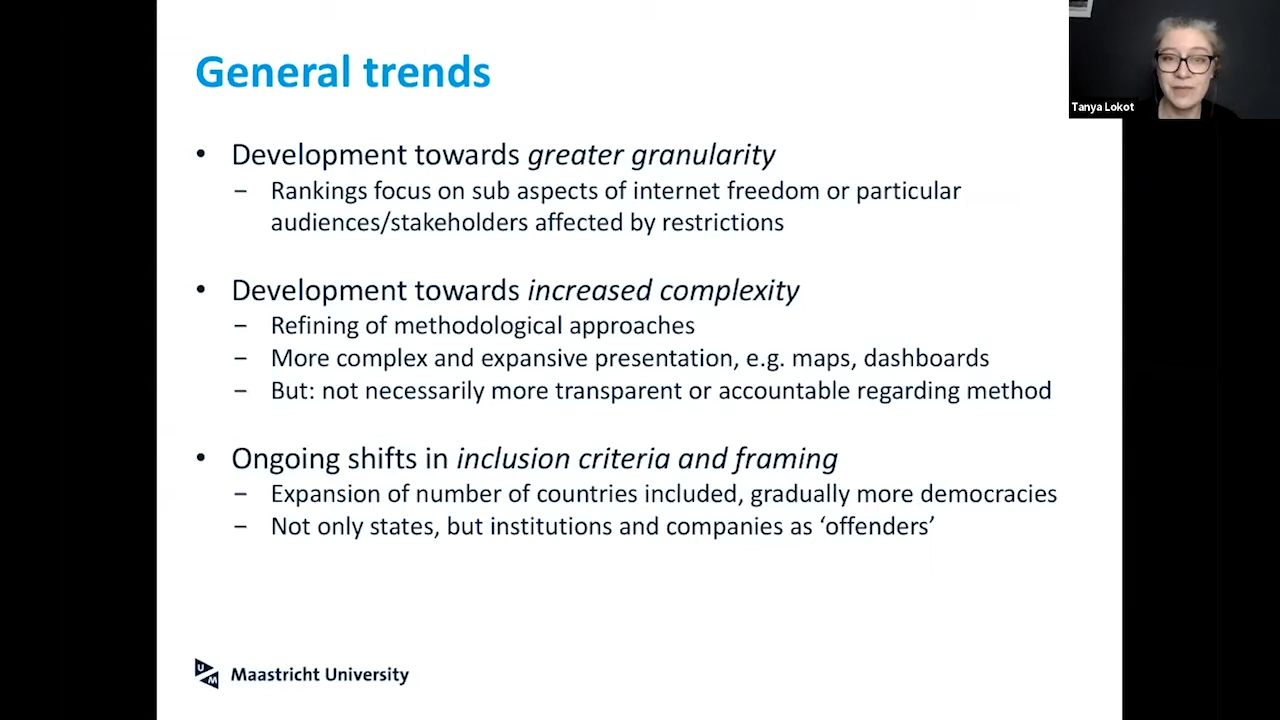 General trends
Tanya Lokot
• Development towards greater granularity
– Rankings focus on sub aspects of internet freedom or particular
audiences/stakeholders affected by restrictions
• Development towards increased complexity
– Refining of methodological approaches
– More complex and expansive presentation, e.g. maps, dashboards
– But: not necessarily more transparent or accountable regarding method
• Ongoing shifts in inclusion criteria and framing
– Expansion of number of countries included, gradually more democracies
– Not only states, but institutions and companies as ‘offenders’
UM
Maastricht University